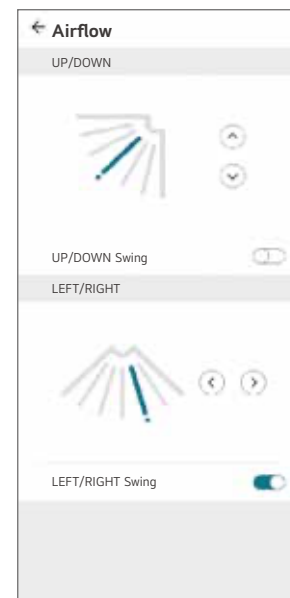 Airflow
UP/DOWN
UP/DOWN Swing
LEFT/RIGHT
LEFT/RIGHT Swing